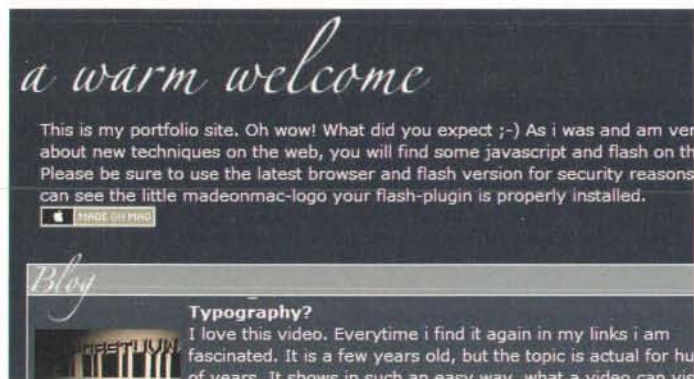 a warm welcome
This is my portfolio site. Oh wow! What did you expect ;-) As i was and am
about new techniques on the web, you will find some javascript and flash on
Please be sure to use the latest browser and flash version for security reasons
can see the little madeonmac-logo your flash-plugin is properly installed.
MADE ON MAC
Blog
Typography?
I love this video. Everytime i find it again in my links i am
fascinated. It is a few years old, but the topic is actual for
of years. It shows in such an easy way, what a video can